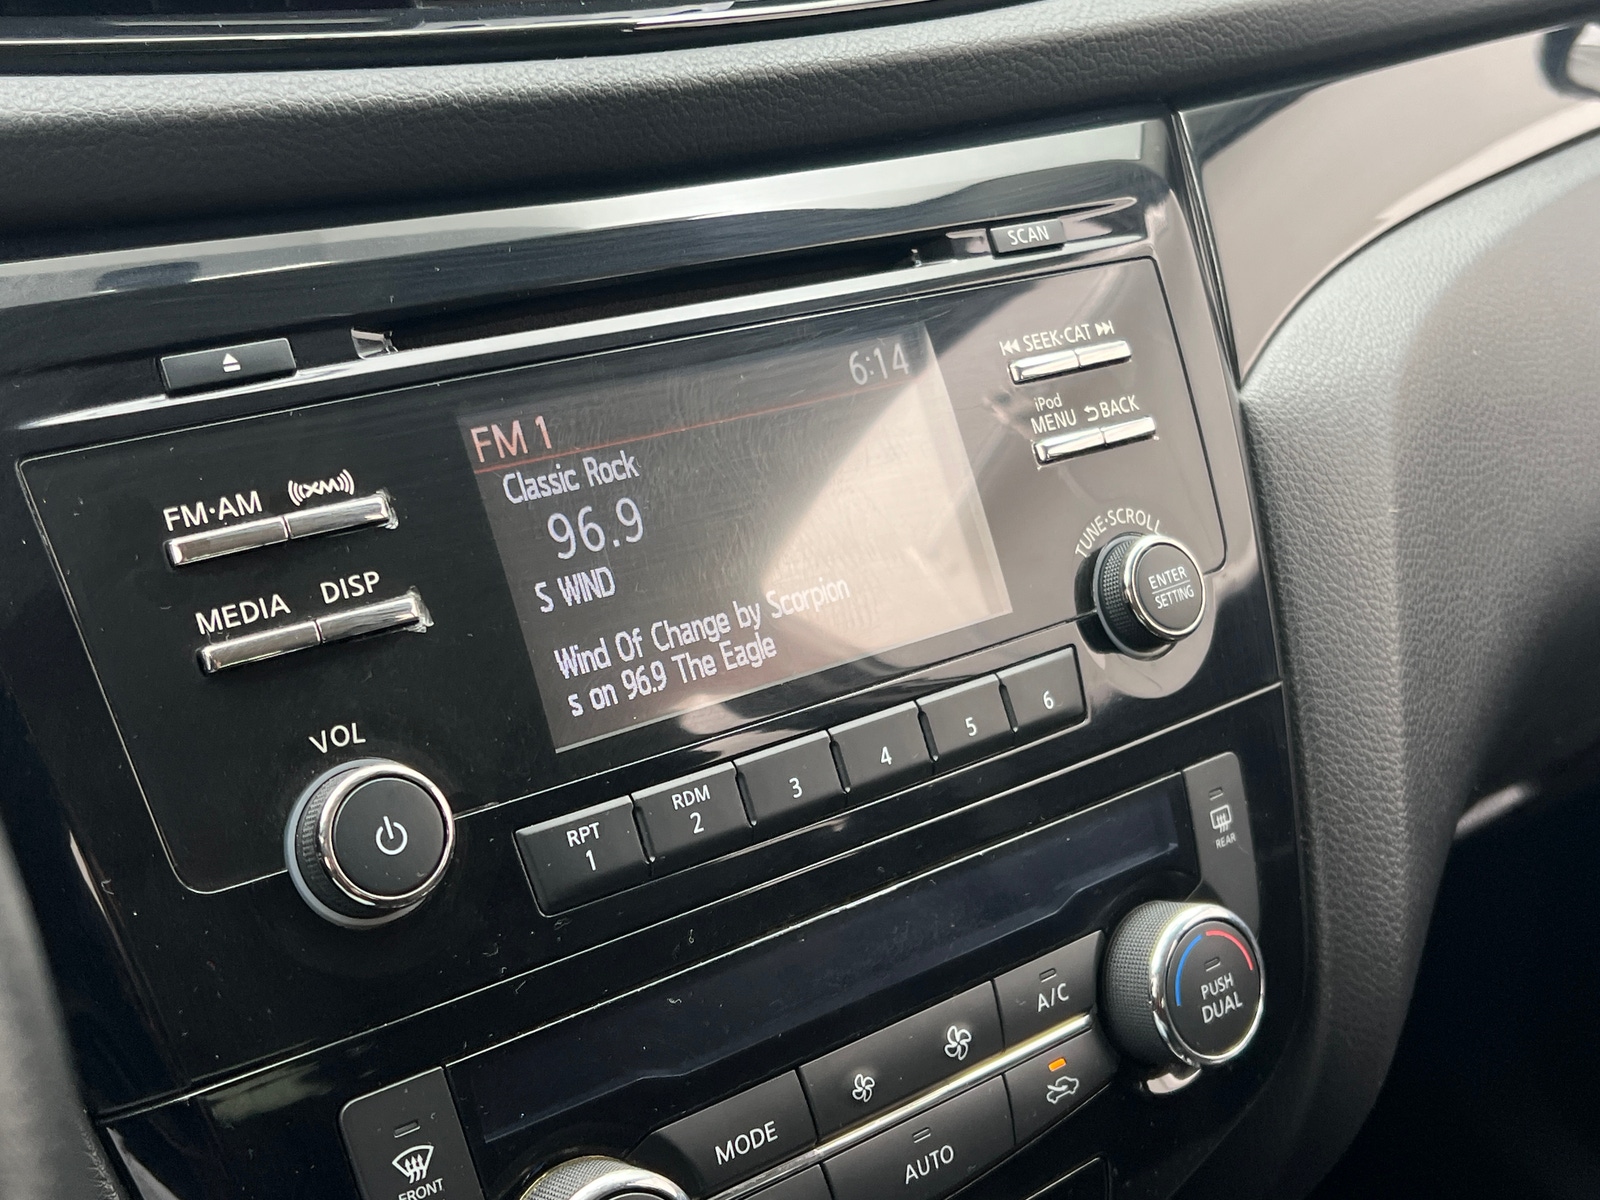 SCAN
6:14
SEEK·CAT
iPod
MENU BACK
FM 1
Classic Rock
96.9
S WIND
Wind Of Change by Scorpion
s on 96.9 The Eagle
FM·AM ((XM))
MEDIA DISP
TUNE·SCROLL
ENTER
SETTING
VOL
RPT
1
RDM
2
3
4
5
6
REAR
PUSH
DUAL
A/C
MODE
AUTO
FRONT